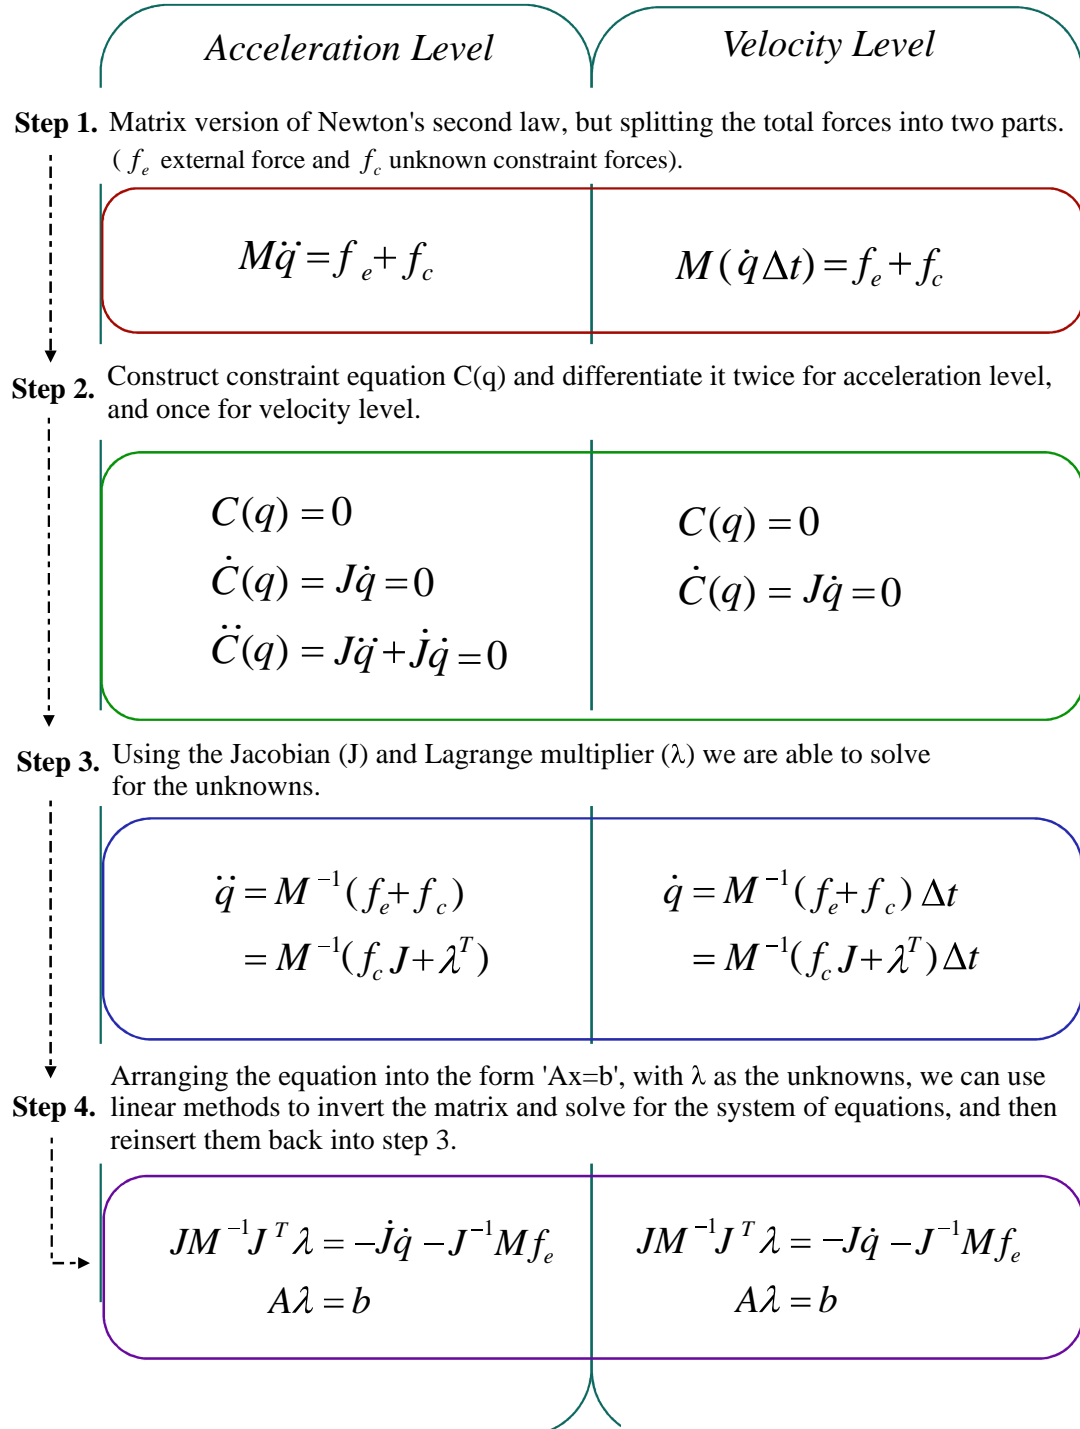 Acceleration Level
Velocity Level
Step 1. Matrix version of Newton's second law, but splitting the total forces into two parts.
( f_e external force and f_c unknown constraint forces).
Mq̈ = f_e + f_c
M(q̇Δt) = f_e + f_c
Step 2. Construct constraint equation C(q) and differentiate it twice for acceleration level,
and once for velocity level.
C(q) = 0
Ċ(q) = Jq̇ = 0
C̈(q) = Jq̈ + J̇q̇ = 0
C(q) = 0
Ċ(q) = Jq̇ = 0
Step 3. Using the Jacobian (J) and Lagrange multiplier (λ) we are able to solve
for the unknowns.
q̈ = M⁻¹(f_e + f_c)
= M⁻¹(f_c J + λᵀ)
q̇ = M⁻¹(f_e + f_c) Δt
= M⁻¹(f_c J + λᵀ) Δt
Arranging the equation into the form 'Ax=b', with λ as the unknowns, we can use
Step 4. linear methods to invert the matrix and solve for the system of equations, and then
reinsert them back into step 3.
JM⁻¹Jᵀλ = −J̇q̇ − J⁻¹Mf_e
Aλ = b
JM⁻¹Jᵀλ = −Jq̇ − J⁻¹Mf_e
Aλ = b